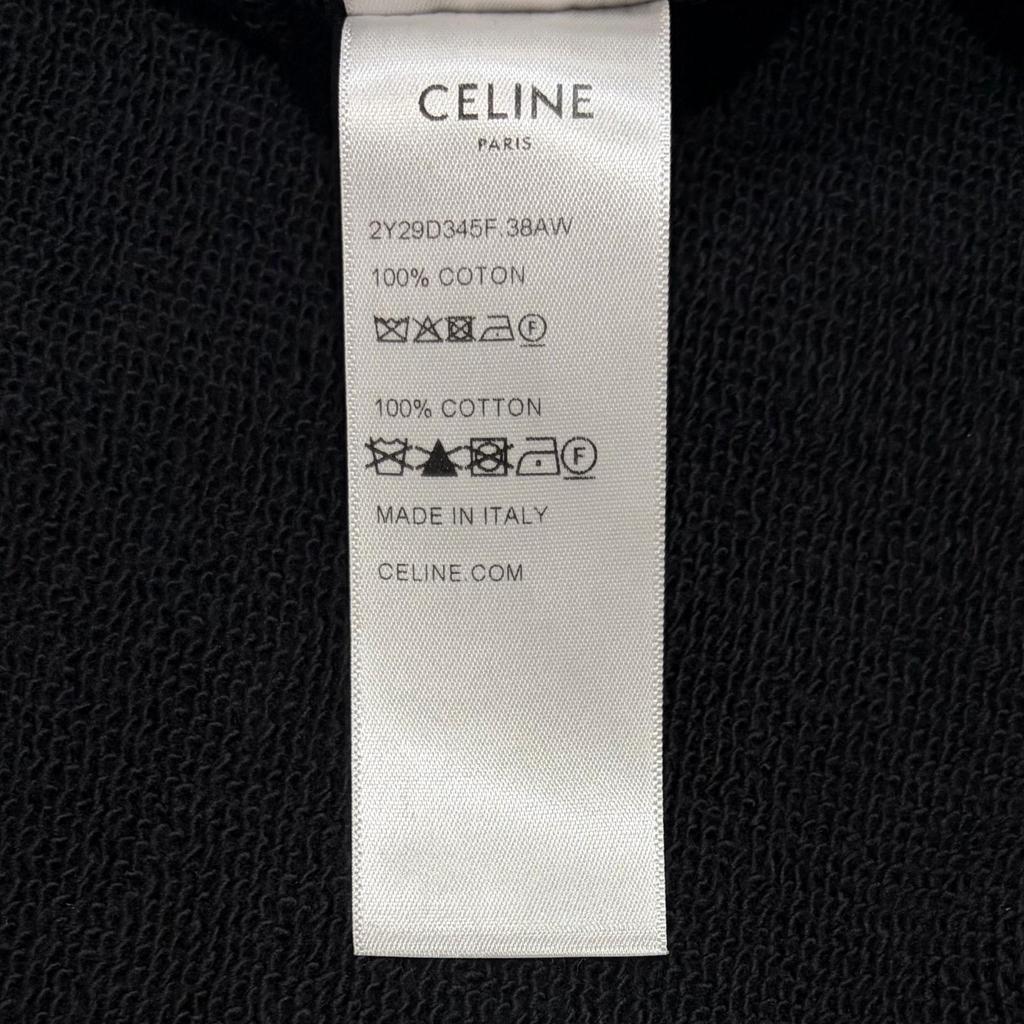 CELINE
PARIS
2Y29D345F.38AW
100% COTON
F
100% COTTON
F
MADE IN ITALY
CELINE.COM